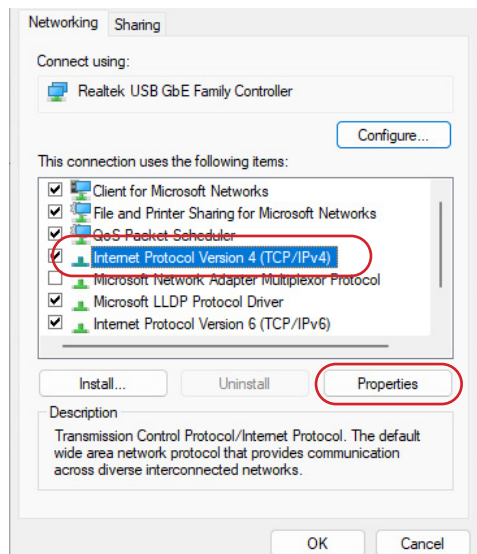 Networking Sharing
Connect using:
Realtek USB GbE Family Controller
Configure...
This connection uses the following items:
Client for Microsoft Networks
File and Printer Sharing for Microsoft Networks
QoS Packet Scheduler
Internet Protocol Version 4 (TCP/IPv4)
Microsoft Network Adapter Multiplexor Protocol
Microsoft LLDP Protocol Driver
Internet Protocol Version 6 (TCP/IPv6)
Install... Uninstall Properties
Description
Transmission Control Protocol/Internet Protocol. The default
wide area network protocol that provides communication
across diverse interconnected networks.
OK Cancel